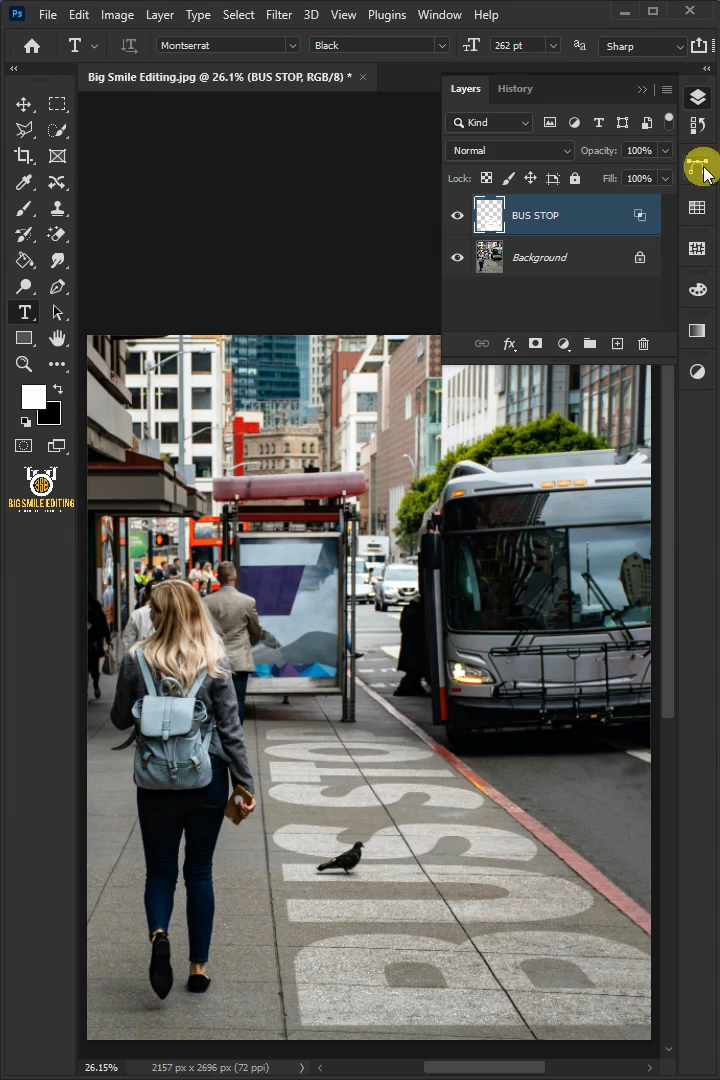 Ps File Edit Image Layer Type Select Filter 3D View Plugins Window Help
T Montserrat Black 262 pt aa Sharp
Big Smile Editing.jpg @ 26.1% (BUS STOP, RGB/8) *
Layers History
Kind
Normal Opacity: 100%
Lock: Fill: 100%
BUS STOP
Background
fx
BIG SMILE EDITING
BUS STOP
26.15% 2157 px x 2696 px (72 ppi)